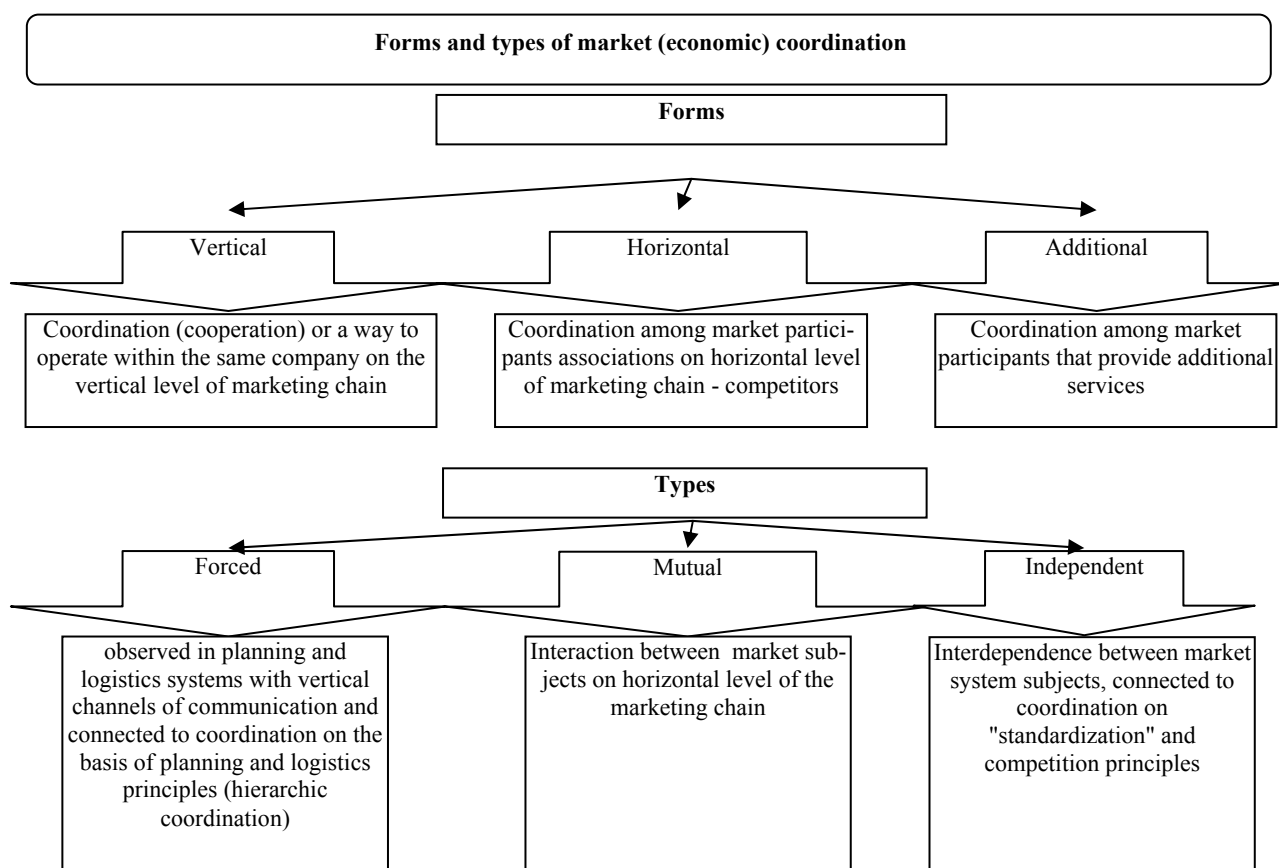 Forms and types of market (economic) coordination
Forms
Vertical
Horizontal
Additional
Coordination (cooperation) or a way to
operate within the same company on the
vertical level of marketing chain
Coordination among market partici-
pants associations on horizontal level
of marketing chain - competitors
Coordination among market
participants that provide additional
services
Types
Forced
Mutual
Independent
observed in planning and
logistics systems with vertical
channels of communication and
connected to coordination on the
basis of planning and logistics
principles (hierarchic
coordination)
Interaction between  market sub-
jects on horizontal level of the
marketing chain
Interdependence between market
system subjects, connected to
coordination on
"standardization" and
competition principles